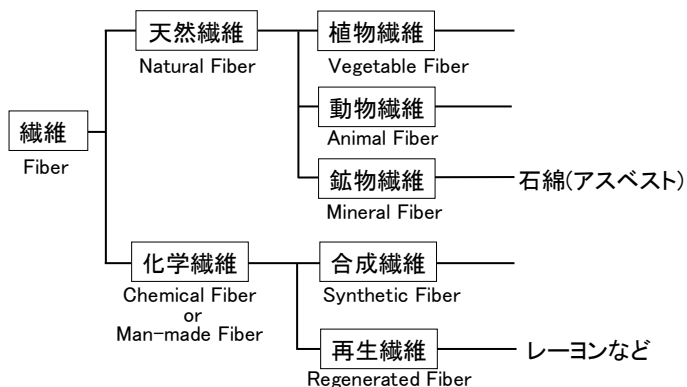 繊維
Fiber
天然繊維
Natural Fiber
植物繊維
Vegetable Fiber
動物繊維
Animal Fiber
鉱物繊維
Mineral Fiber
石綿(アスベスト)
化学繊維
Chemical Fiber
or
Man-made Fiber
合成繊維
Synthetic Fiber
再生繊維
Regenerated Fiber
レーヨンなど